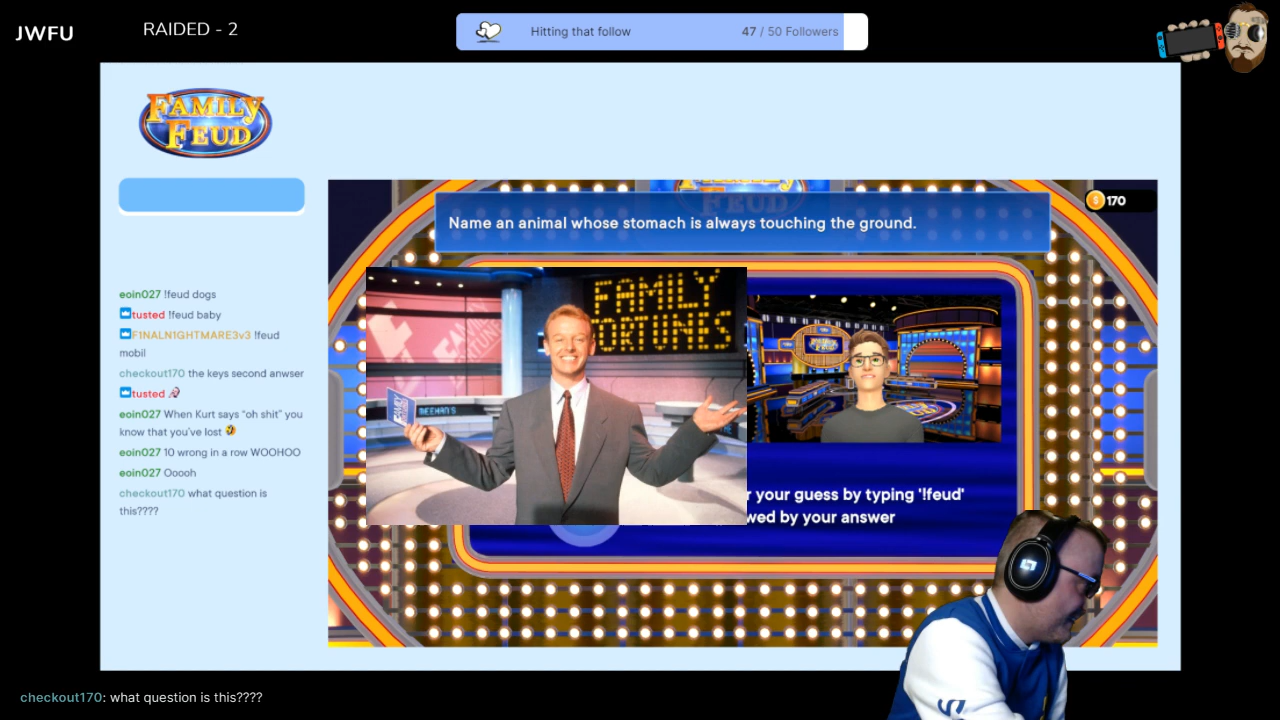 JWFU
RAIDED - 2
Hitting that follow
47 / 50 Followers
FAMILY
FEUD
FEUD
170
Name an animal whose stomach is always touching the ground.
eoin027 !feud dogs
tusted !feud baby
F1NALN1GHTMARE3v3 !feud
mobil
checkout170 the keys second anwser
tusted
eoin027 When Kurt says "oh shit" you
know that you've lost
eoin027 10 wrong in a row WOOHOO
eoin027 Ooooh
checkout170 what question is
this????
FAMILY
FORTUNES
MEEHAN'S
r your guess by typing '!feud'
wed by your answer
checkout170: what question is this????